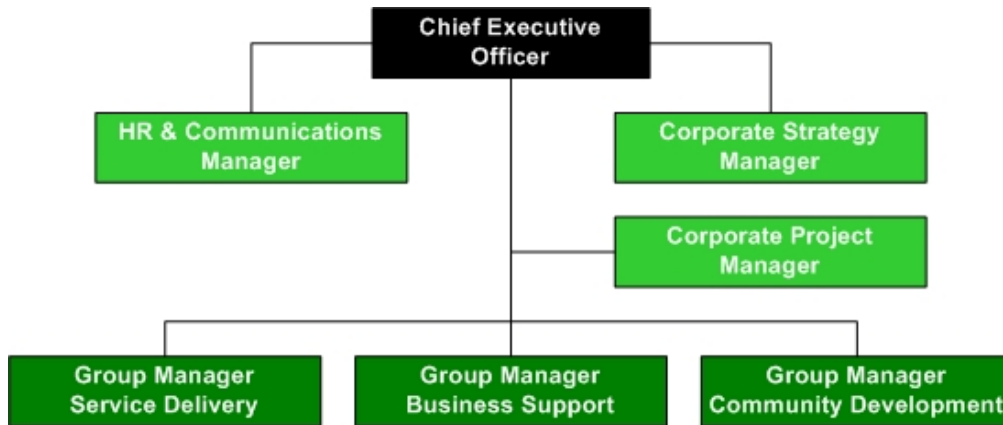 Chief Executive
Officer
HR & Communications
Manager
Corporate Strategy
Manager
Corporate Project
Manager
Group Manager
Service Delivery
Group Manager
Business Support
Group Manager
Community Development